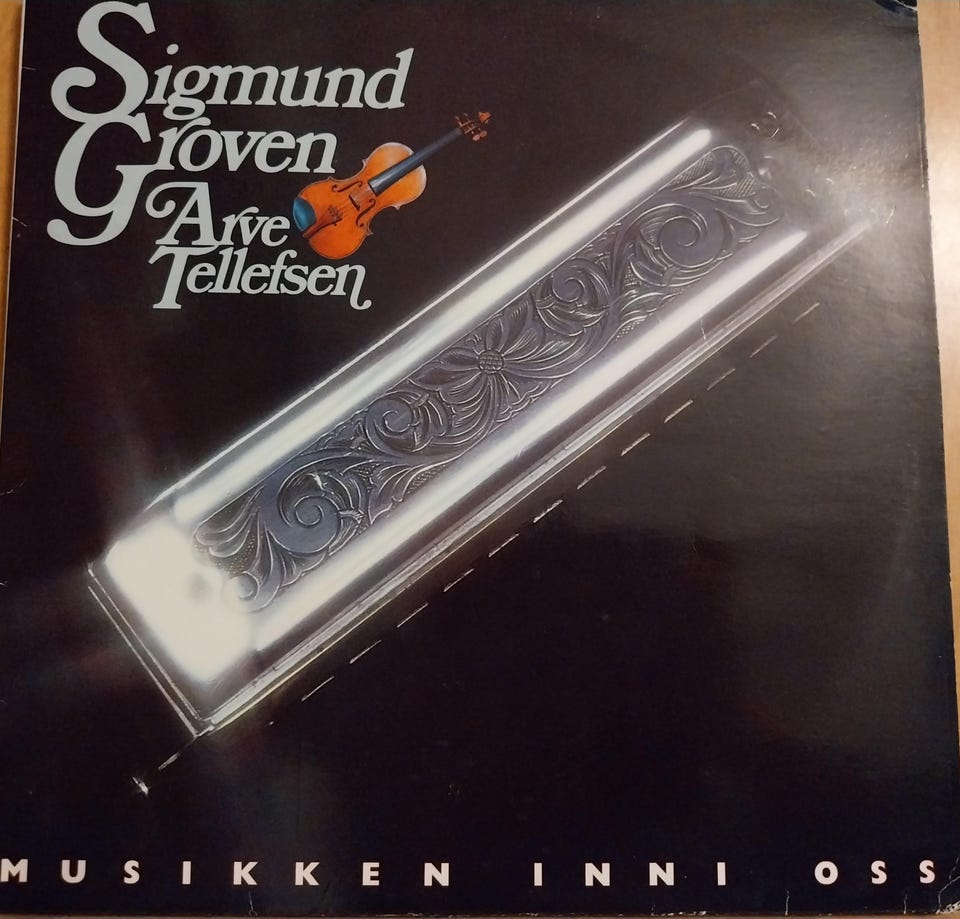 Sigmund
Groven
Arve
Tellefsen
MUSIKKEN INNI OSS